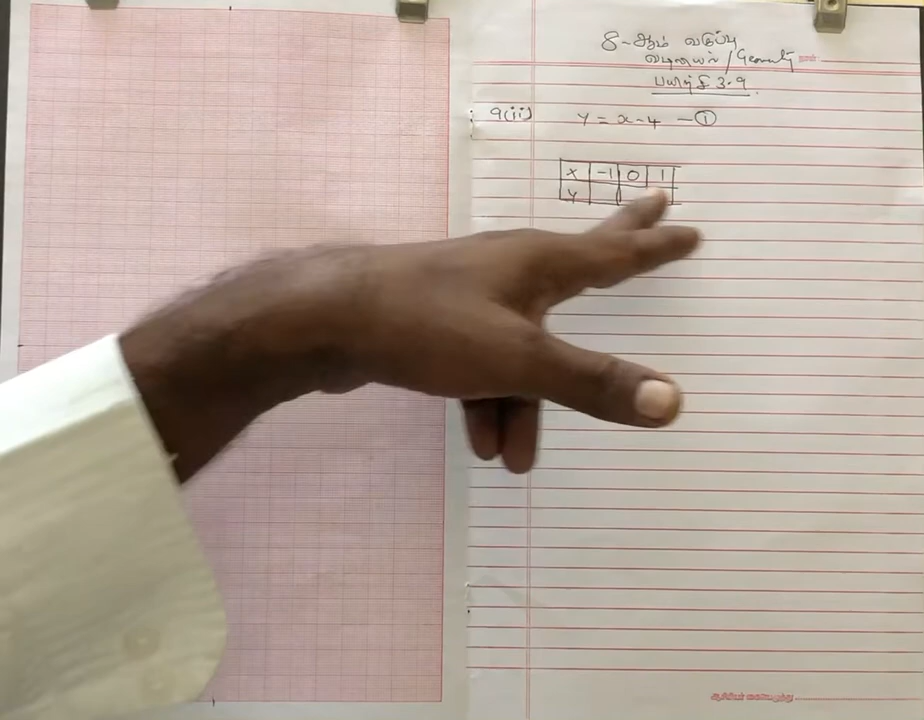 8-ஆம் வகுப்பு
வடிவியல் / Geometry
பயிற்சி 3.9
9(ii) y = x - 4 — ①
x -1 0 1
y